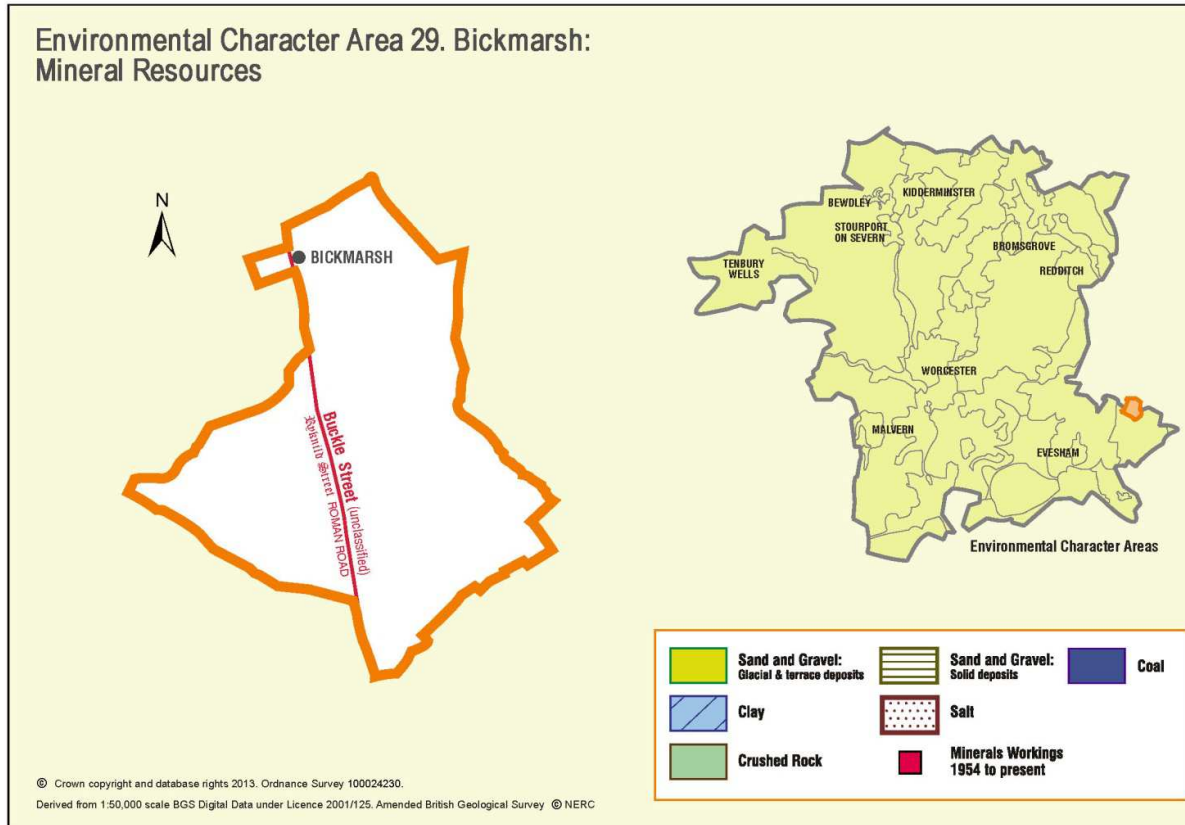 Environmental Character Area 29. Bickmarsh:
Mineral Resources
N
BICKMARSH
Buckle Street (unclassified)
Ryknild Street ROMAN ROAD
KIDDERMINSTER
BEWDLEY
STOURPORT
ON SEVERN
BROMSGROVE
TENBURY
WELLS
REDDITCH
WORCESTER
MALVERN
EVESHAM
Environmental Character Areas
Sand and Gravel:
Glacial & terrace deposits
Sand and Gravel:
Solid deposits
Coal
Clay
Salt
Crushed Rock
Minerals Workings
1954 to present
© Crown copyright and database rights 2013. Ordnance Survey 100024230.
Derived from 1:50,000 scale BGS Digital Data under Licence 2001/125. Amended British Geological Survey © NERC